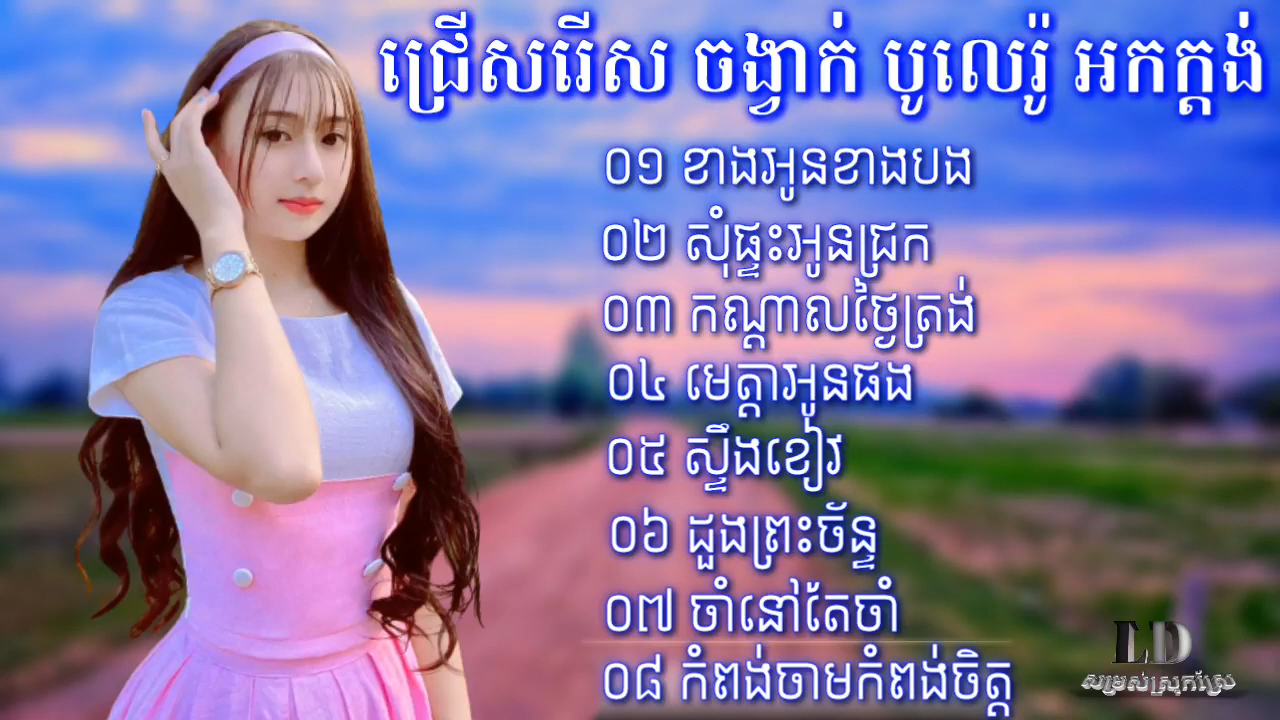 ជ្រើសរើស ចង្វាក់ បូលេរ៉ូ អកក្តង់
០១ ខាងអូនខាងបង
០២ សុំផ្ទះអូនជ្រក
០៣ កណ្តាលថ្ងៃត្រង់
០៤ មេត្តាអូនផង
០៥ ស្ទឹងខៀវ
០៦ ដួងព្រះច័ន្ទ
០៧ ចាំនៅតែចាំ
០៨ កំពង់ចាមកំពង់ចិត្ត
LD
សម្រស់ស្រុកស្រែ